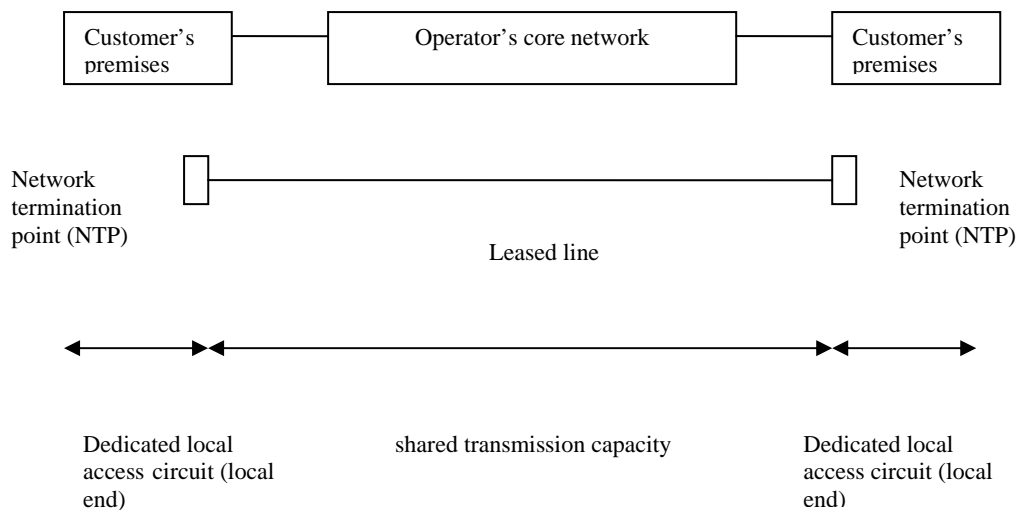 Customer's
premises
Operator's core network
Customer's
premises
Network
termination
point (NTP)
Network
termination
point (NTP)
Leased line
Dedicated local
access circuit (local
end)
shared transmission capacity
Dedicated local
access circuit (local
end)